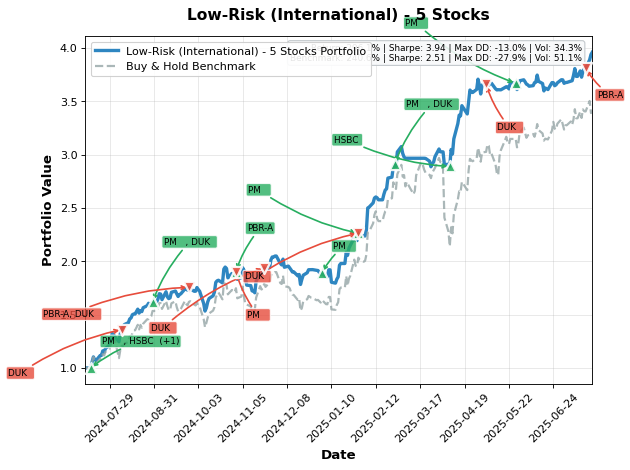 Low-Risk (International) - 5 Stocks
PM
Low-Risk (International) - 5 Stocks Portfolio
Buy & Hold Benchmark
% | Sharpe: 3.94 | Max DD: -13.0% | Vol: 34.3%
% | Sharpe: 2.51 | Max DD: -27.9% | Vol: 51.1%
4.0
3.5
3.0
2.5
2.0
1.0
Portfolio Value
PBR-A
PM , DUK
DUK
HSBC
PM
PBR-A
PM , DUK
PM
DUK
PBR-A, DUK
PM
DUK
PM , HSBC (+1)
DUK
2024-07-29
2024-08-31
2024-10-03
2024-11-05
2024-12-08
2025-01-10
2025-02-12
2025-03-17
2025-04-19
2025-05-22
2025-06-24
Date